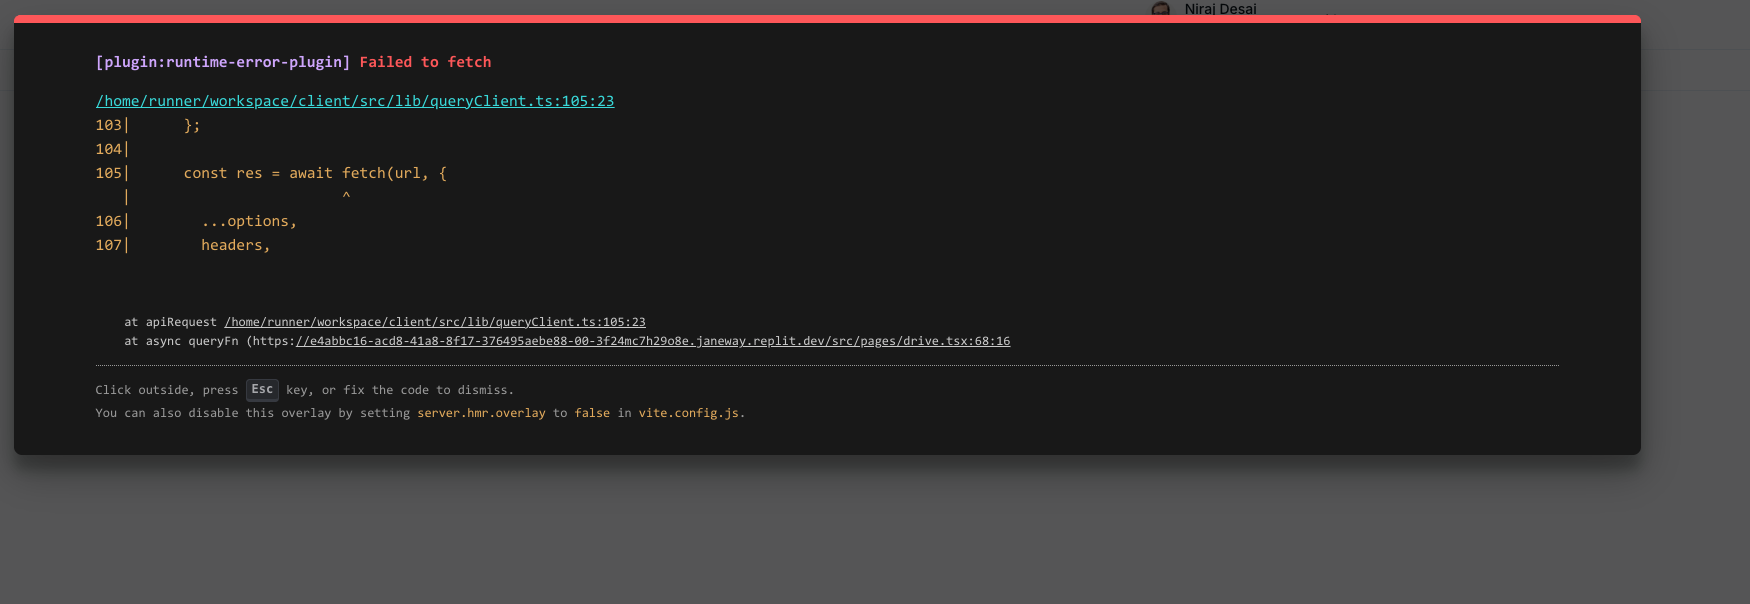 Niraj Desai
[plugin:runtime-error-plugin] Failed to fetch
/home/runner/workspace/client/src/lib/queryClient.ts:105:23
103|      };
104|
105|      const res = await fetch(url, {
   |                        ^
106|        ...options,
107|        headers,
at apiRequest /home/runner/workspace/client/src/lib/queryClient.ts:105:23
at async queryFn (https://e4abbc16-acd8-41a8-8f17-376495aebe88-00-3f24mc7h29o8e.janeway.replit.dev/src/pages/drive.tsx:68:16
Click outside, press Esc key, or fix the code to dismiss.
You can also disable this overlay by setting server.hmr.overlay to false in vite.config.js.